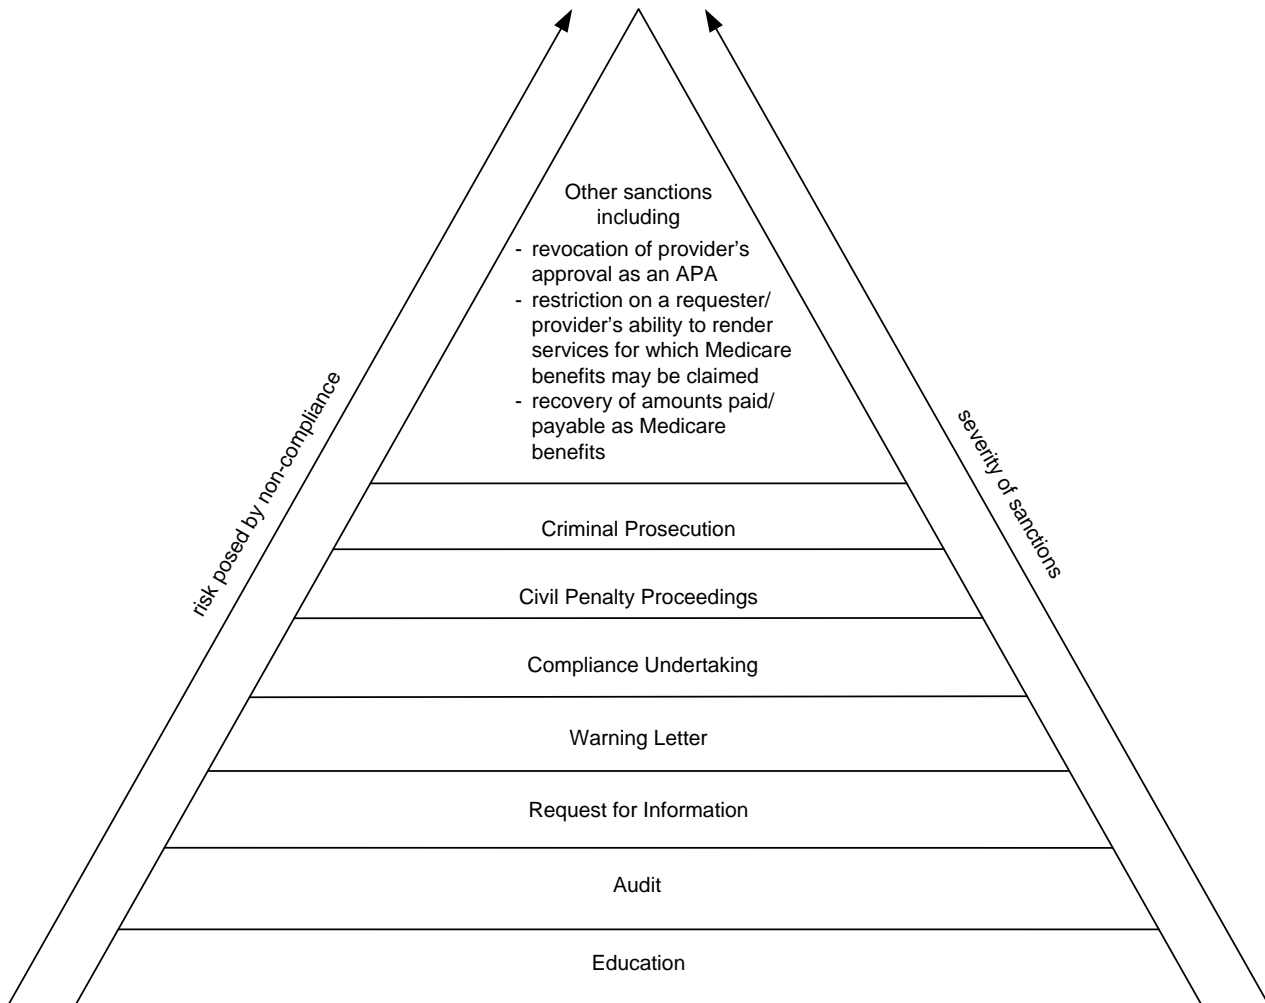 Other sanctions
including
- revocation of provider's
approval as an APA
- restriction on a requester/
provider's ability to render
services for which Medicare
benefits may be claimed
- recovery of amounts paid/
payable as Medicare
benefits
risk posed by non-compliance
severity of sanctions
Criminal Prosecution
Civil Penalty Proceedings
Compliance Undertaking
Warning Letter
Request for Information
Audit
Education